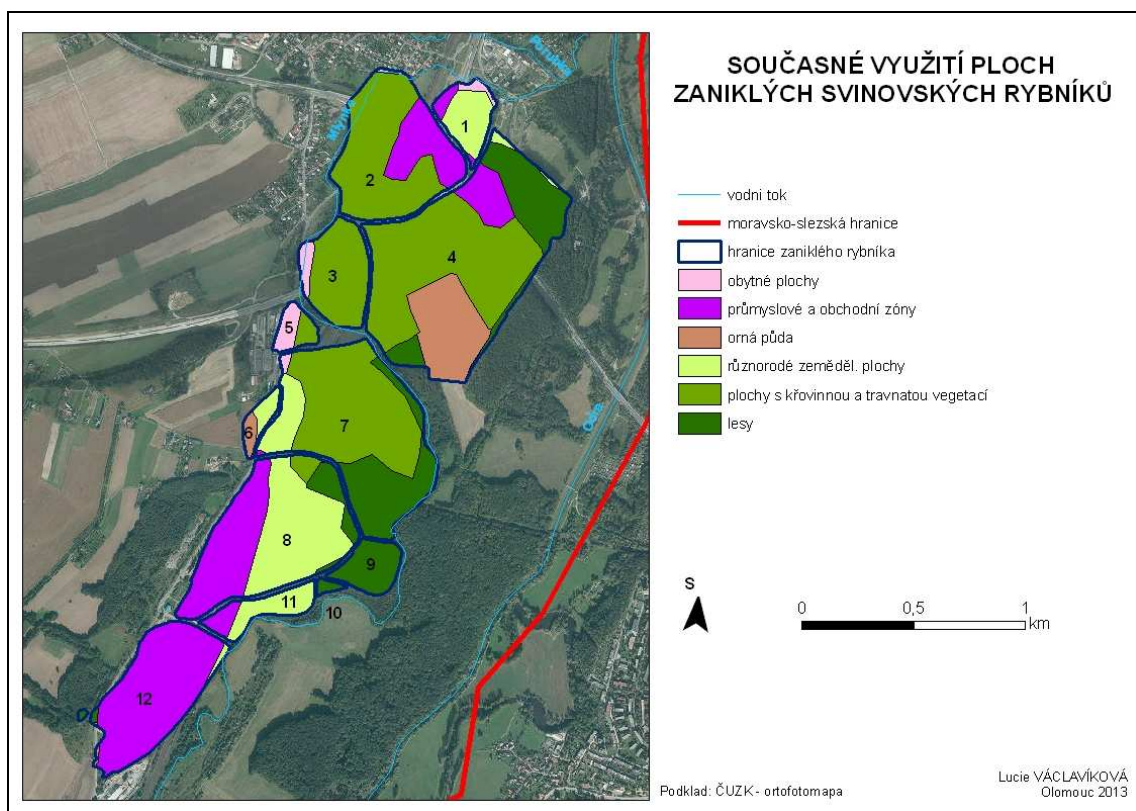 SOUČASNÉ VYUŽITÍ PLOCH
ZANIKLÝCH SVINOVSKÝCH RYBNÍKŮ
vodní tok
moravsko-slezská hranice
hranice zaniklého rybníka
obytné plochy
průmyslové a obchodní zóny
orná půda
různorodé zeměděl. plochy
plochy s křovinnou a travnatou vegetací
lesy
Porubka
Mlýnka
Odra
1
2
3
4
5
6
7
8
9
10
11
12
S
0 0,5 1
km
Podklad: ČUZK - ortofotomapa
Lucie VÁCLAVÍKOVÁ
Olomouc 2013